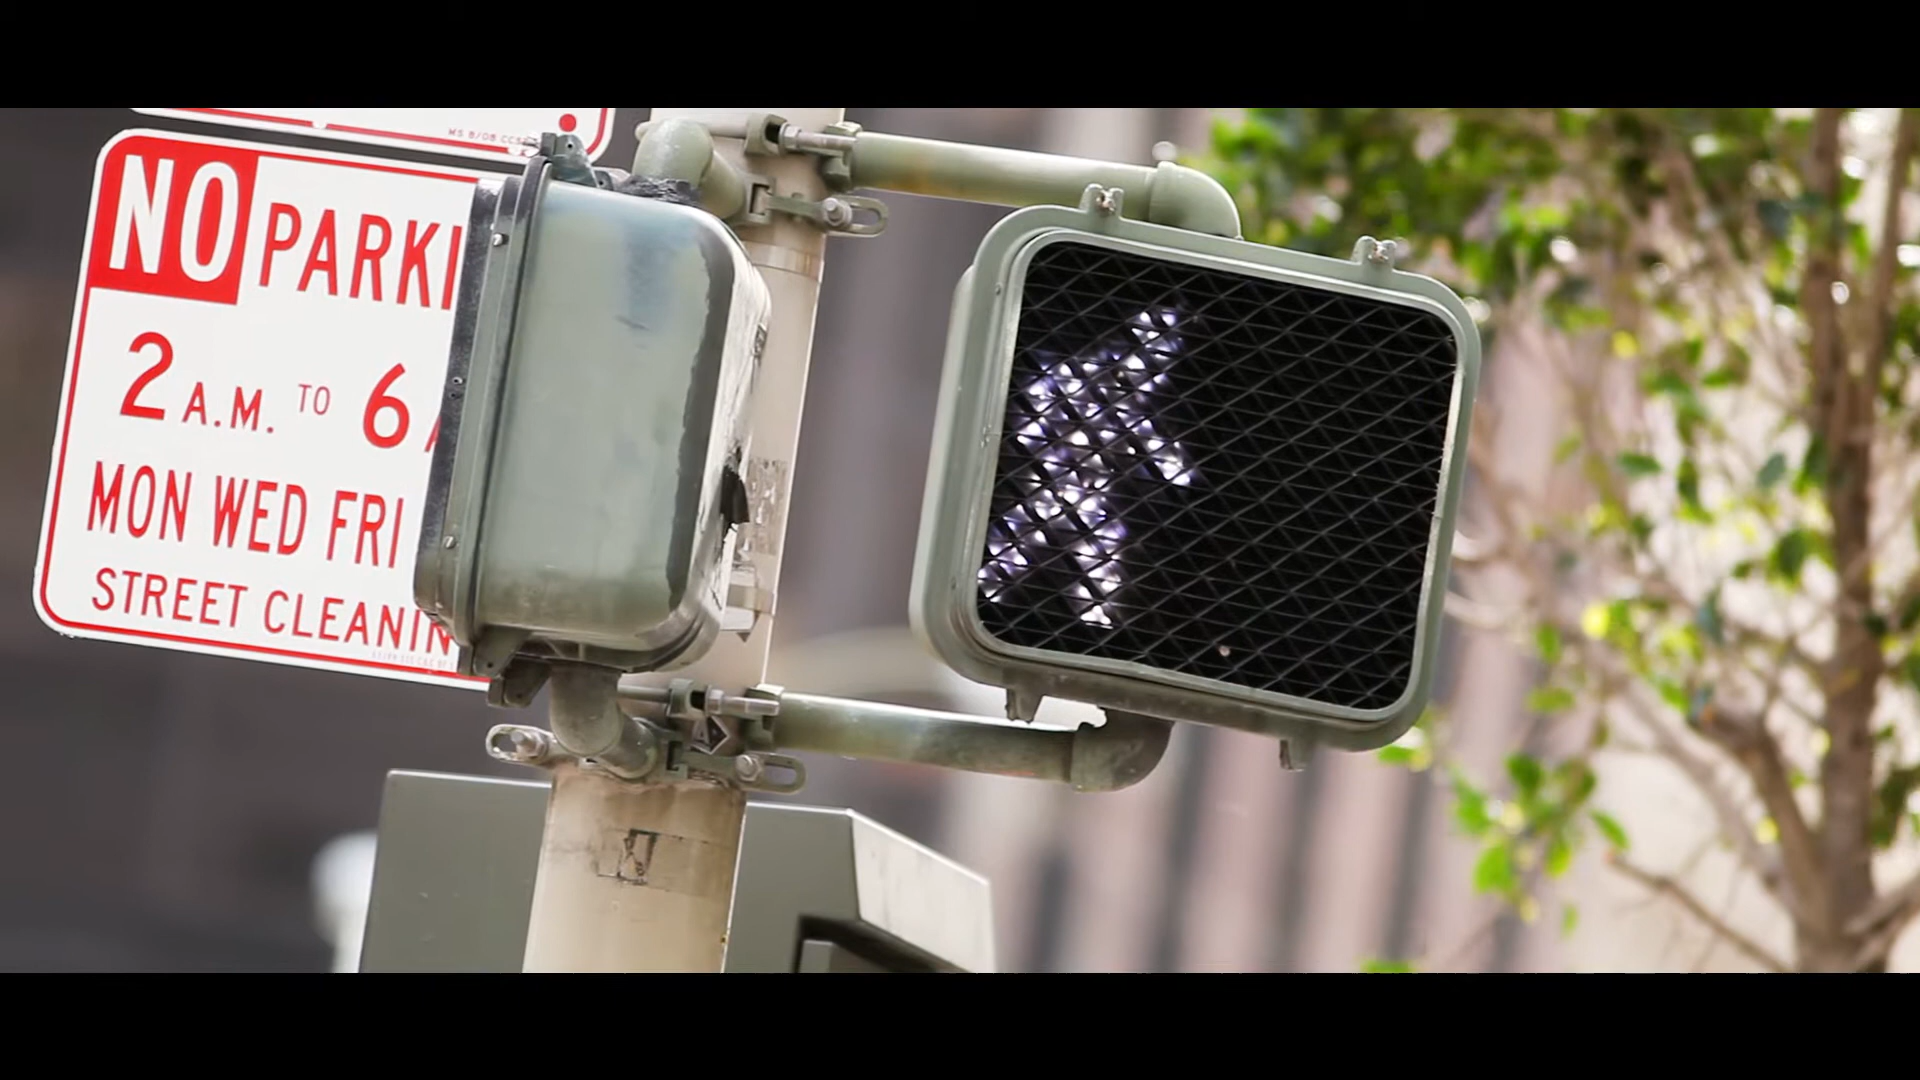 NO PARKI
2 A.M. TO 6
MON WED FRI
STREET CLEANIN